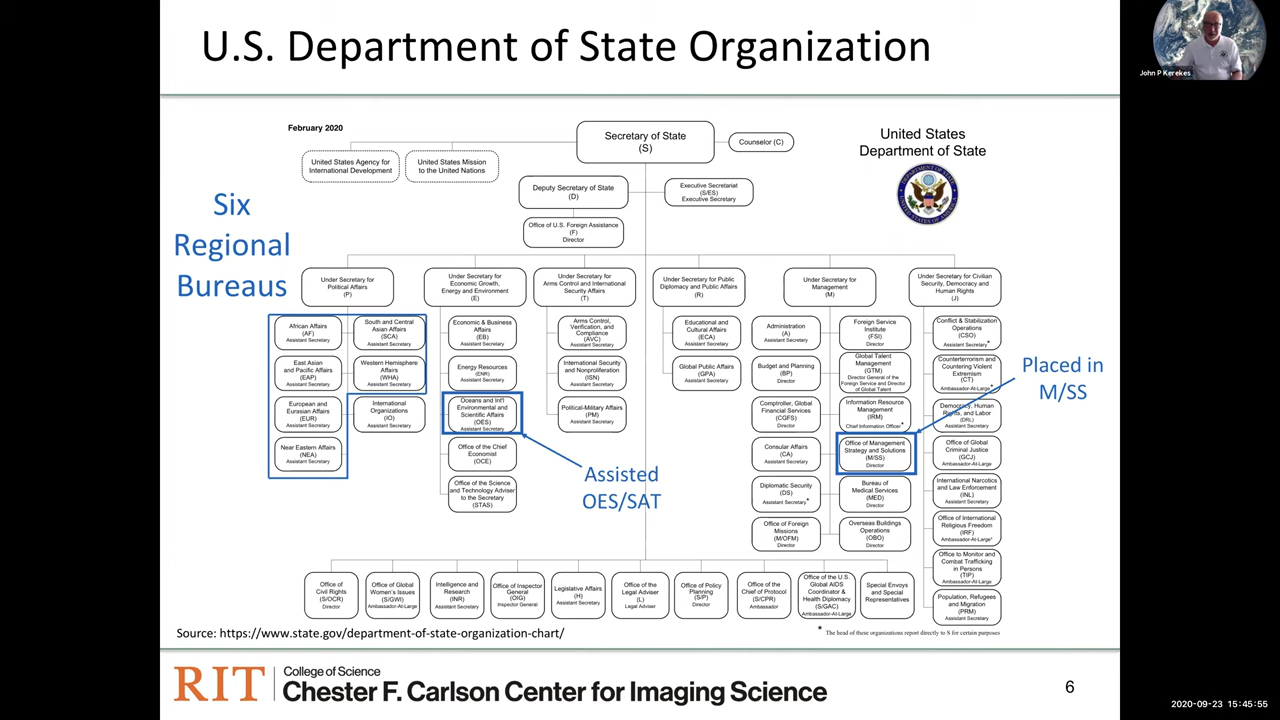 U.S. Department of State Organization
John P Kerekes
February 2020
Secretary of State
(S)
Counselor (C)
United States
Department of State
United States Agency for
International Development
United States Mission
to the United Nations
Deputy Secretary of State
(D)
Executive Secretariat
(S/ES)
Executive Secretary
Office of U.S. Foreign Assistance
(F)
Director
Six
Regional
Bureaus
Under Secretary for
Political Affairs
(P)
Under Secretary for
Economic Growth,
Energy and Environment
(E)
Under Secretary for
Arms Control and International
Security Affairs
(T)
Under Secretary for Public
Diplomacy and Public Affairs
(R)
Under Secretary for
Management
(M)
Under Secretary for Civilian
Security, Democracy and
Human Rights
(J)
African Affairs
(AF)
Assistant Secretary
South and Central
Asian Affairs
(SCA)
Assistant Secretary
East Asian
and Pacific Affairs
(EAP)
Assistant Secretary
Western Hemisphere
Affairs
(WHA)
Assistant Secretary
European and
Eurasian Affairs
(EUR)
Assistant Secretary
International
Organizations
(IO)
Assistant Secretary
Near Eastern Affairs
(NEA)
Assistant Secretary
Economic & Business
Affairs
(EB)
Assistant Secretary
Energy Resources
(ENR)
Assistant Secretary
Oceans and Int'l
Environmental and
Scientific Affairs
(OES)
Assistant Secretary
Office of the Chief
Economist
(OCE)
Office of the Science
and Technology Adviser
to the Secretary
(STAS)
Arms Control,
Verification, and
Compliance
(AVC)
Assistant Secretary
International Security
and Nonproliferation
(ISN)
Assistant Secretary
Political-Military Affairs
(PM)
Assistant Secretary
Assisted
OES/SAT
Educational and
Cultural Affairs
(ECA)
Assistant Secretary
Global Public Affairs
(GPA)
Assistant Secretary
Administration
(A)
Assistant Secretary
Budget and Planning
(BP)
Director
Comptroller, Global
Financial Services
(CGFS)
Director
Consular Affairs
(CA)
Assistant Secretary
Diplomatic Security
(DS)
Assistant Secretary*
Office of Foreign
Missions
(M/OFM)
Director
Foreign Service
Institute
(FSI)
Director
Global Talent
Management
(GTM)
Director General of the
Foreign Service and Director
of Global Talent
Information Resource
Management
(IRM)
Chief Information Officer*
Office of Management
Strategy and Solutions
(M/SS)
Director
Bureau of
Medical Services
(MED)
Director
Overseas Buildings
Operations
(OBO)
Director
Conflict & Stabilization
Operations
(CSO)
Assistant Secretary*
Counterterrorism and
Countering Violent
Extremism
(CT)
Ambassador-At-Large*
Democracy, Human
Rights, and Labor
(DRL)
Assistant Secretary
Office of Global
Criminal Justice
(GCJ)
Ambassador-At-Large
International Narcotics
and Law Enforcement
(INL)
Assistant Secretary
Office of International
Religious Freedom
(IRF)
Ambassador-At-Large*
Office to Monitor and
Combat Trafficking
in Persons
(TIP)
Ambassador-At-Large
Population, Refugees
and Migration
(PRM)
Assistant Secretary
Placed in
M/SS
Office of
Civil Rights
(S/OCR)
Director
Office of Global
Women's Issues
(S/GWI)
Ambassador-At-Large
Intelligence and
Research
(INR)
Assistant Secretary
Office of Inspector
General
(OIG)
Inspector General
Legislative Affairs
(H)
Assistant Secretary
Office of the
Legal Adviser
(L)
Legal Adviser
Office of Policy
Planning
(S/P)
Director
Office of the
Chief of Protocol
(S/CPR)
Ambassador
Office of the U.S.
Global AIDS
Coordinator &
Health Diplomacy
(S/GAC)
Ambassador-At-Large
Special Envoys
and Special
Representatives
Source: https://www.state.gov/department-of-state-organization-chart/
* The head of these organizations report directly to S for certain purposes
RIT
College of Science
Chester F. Carlson Center for Imaging Science
6
2020-09-23 15:45:55